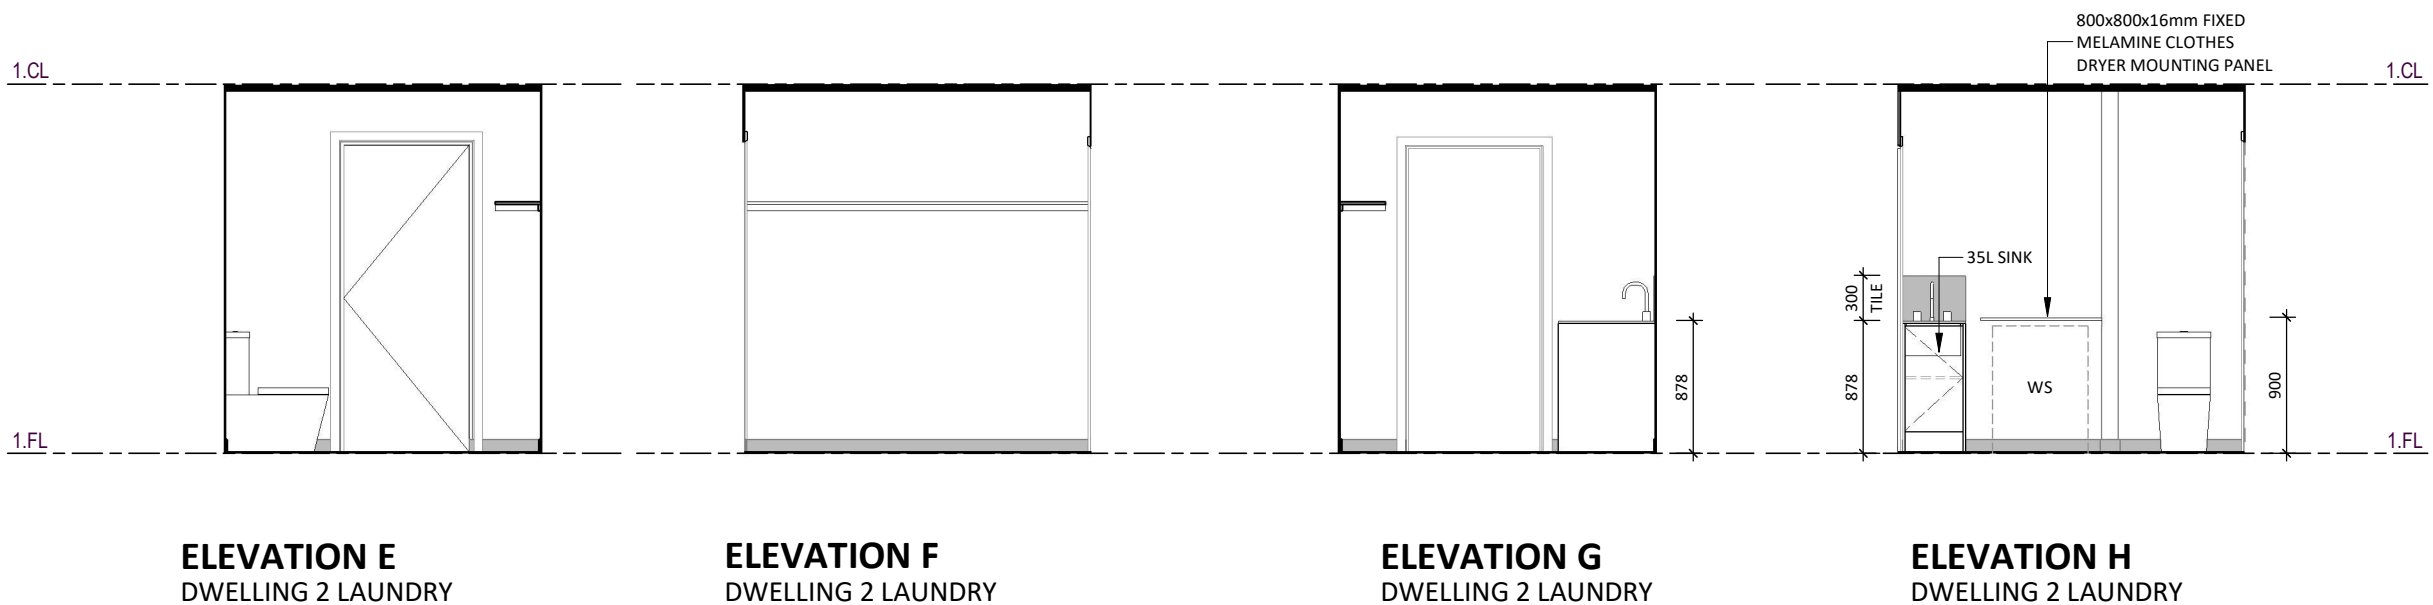 800x800x16mm FIXED
MELAMINE CLOTHES
DRYER MOUNTING PANEL
1.CL
1.CL
35L SINK
300
TILE
878
878
WS
900
1.FL
1.FL
ELEVATION E
DWELLING 2 LAUNDRY
ELEVATION F
DWELLING 2 LAUNDRY
ELEVATION G
DWELLING 2 LAUNDRY
ELEVATION H
DWELLING 2 LAUNDRY